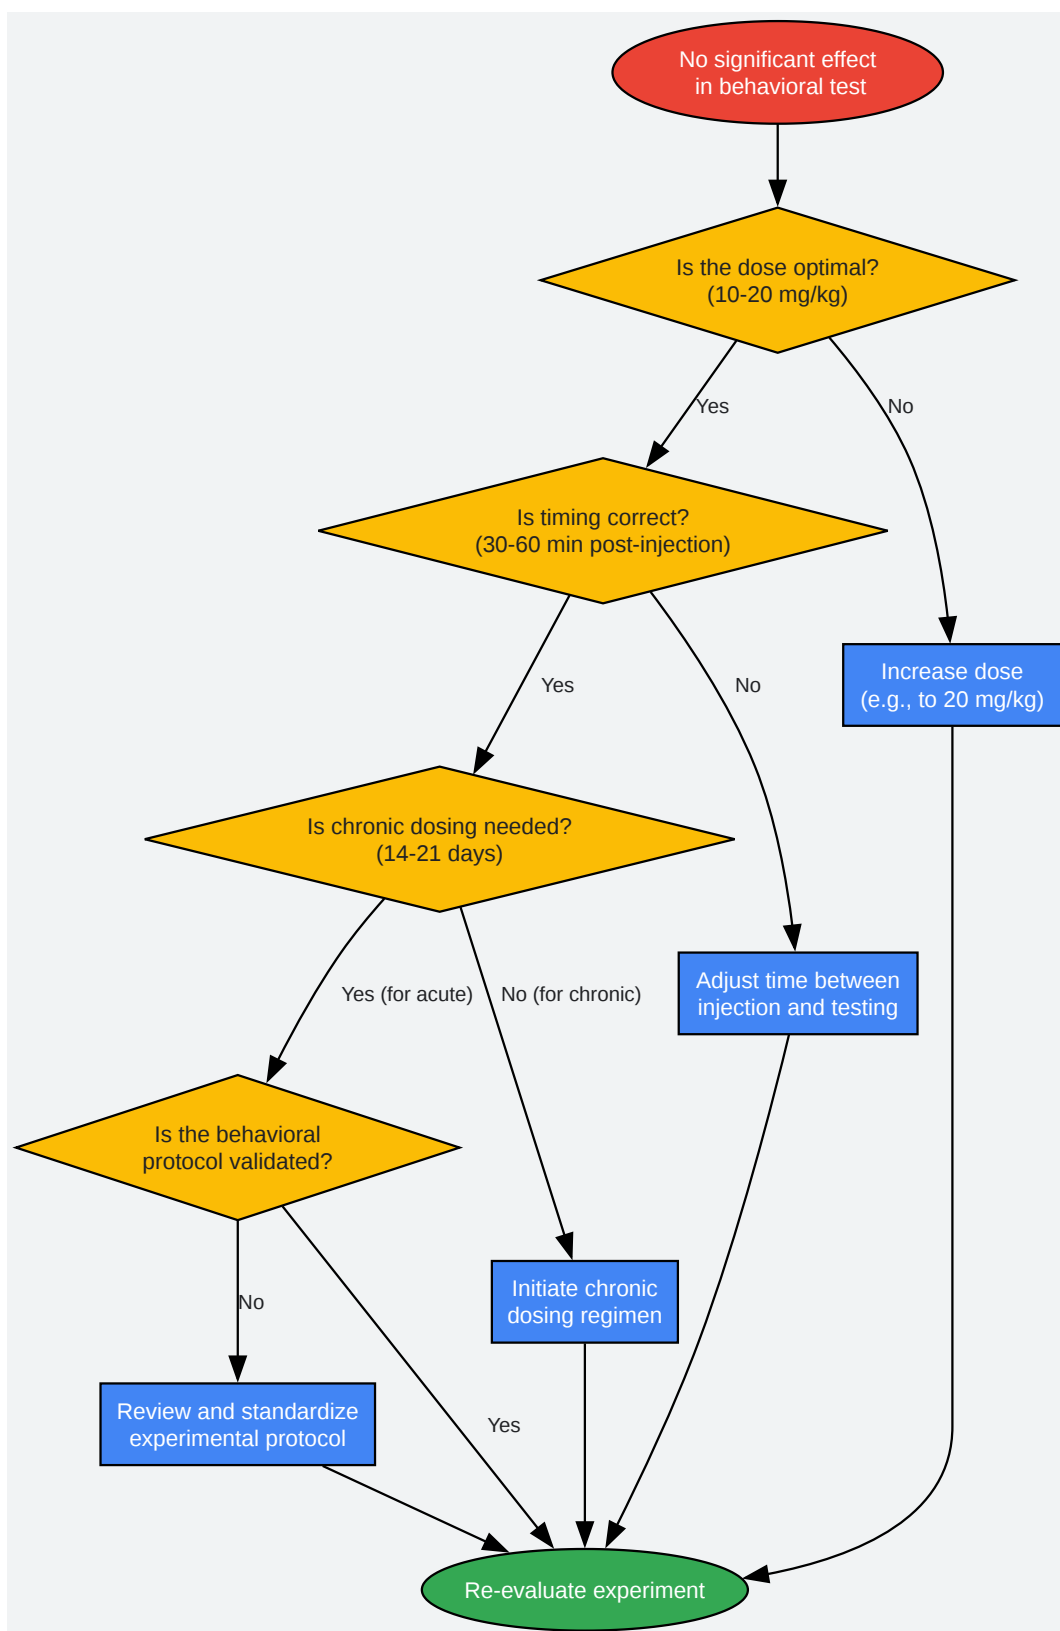 No significant effect
in behavioral test
Is the dose optimal?
(10-20 mg/kg)
Yes
No
Is timing correct?
(30-60 min post-injection)
Increase dose
(e.g., to 20 mg/kg)
Yes
No
Is chronic dosing needed?
(14-21 days)
Adjust time between
injection and testing
Yes (for acute)
No (for chronic)
Is the behavioral
protocol validated?
Initiate chronic
dosing regimen
No
Yes
Review and standardize
experimental protocol
Re-evaluate experiment